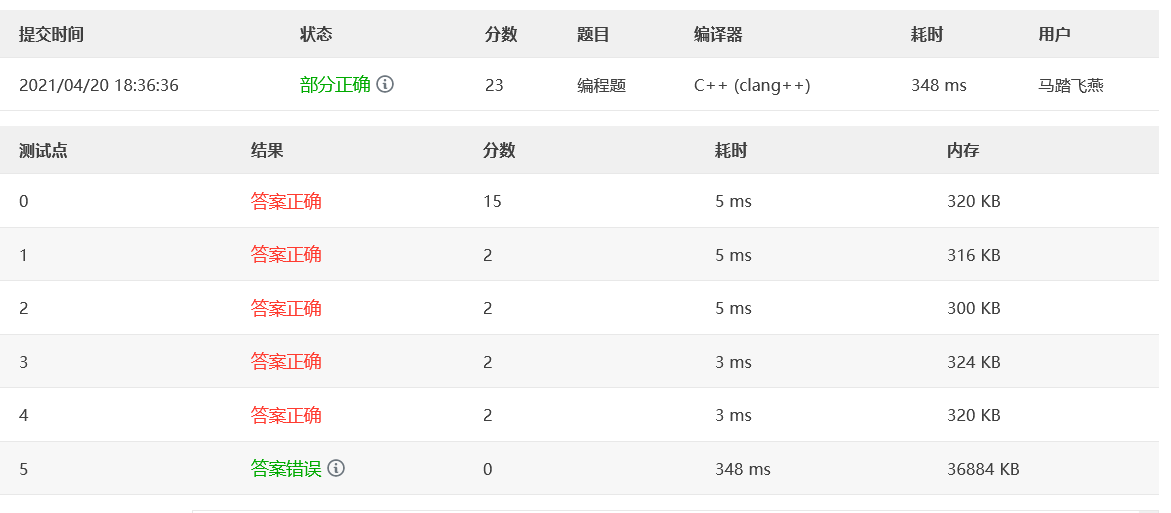 提交时间 状态 分数 题目 编译器 耗时 用户
2021/04/20 18:36:36 部分正确 23 编程题 C++ (clang++) 348 ms 马踏飞燕
测试点 结果 分数 耗时 内存
0 答案正确 15 5 ms 320 KB
1 答案正确 2 5 ms 316 KB
2 答案正确 2 5 ms 300 KB
3 答案正确 2 3 ms 324 KB
4 答案正确 2 3 ms 320 KB
5 答案错误 0 348 ms 36884 KB